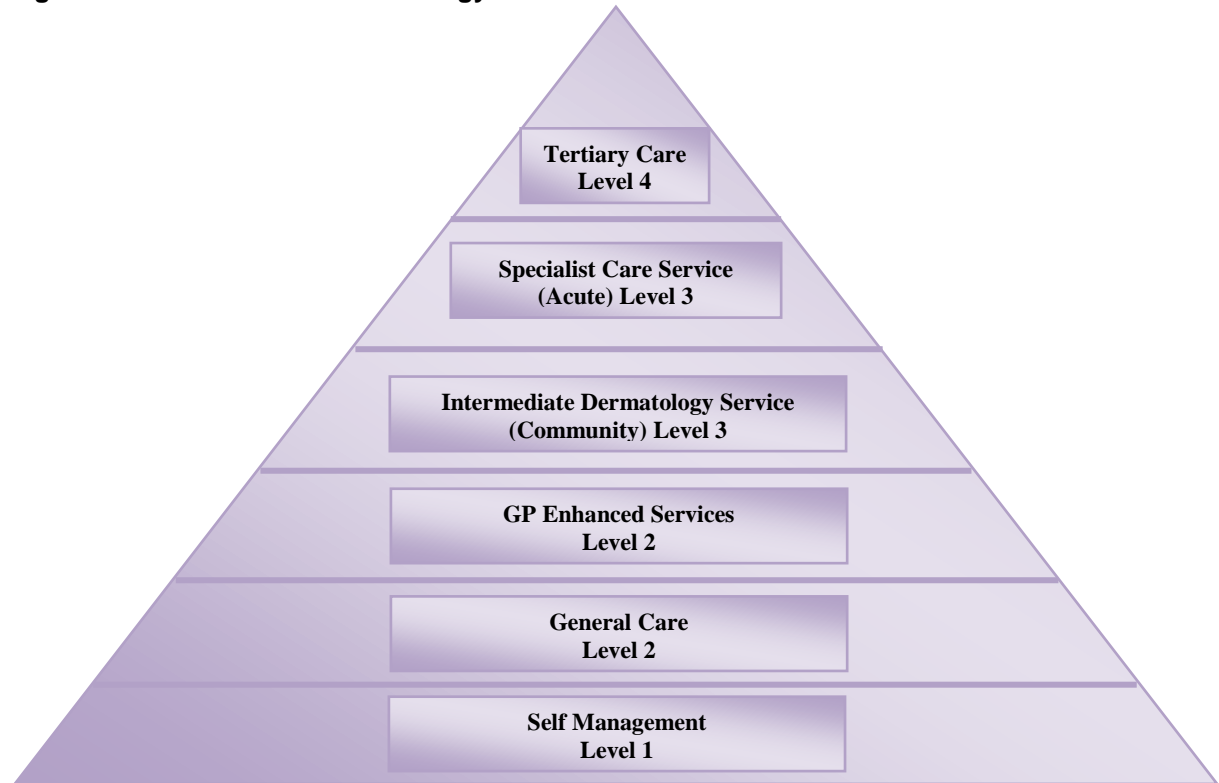 Tertiary Care
Level 4
Specialist Care Service
(Acute) Level 3
Intermediate Dermatology Service
(Community) Level 3
GP Enhanced Services
Level 2
General Care
Level 2
Self Management
Level 1